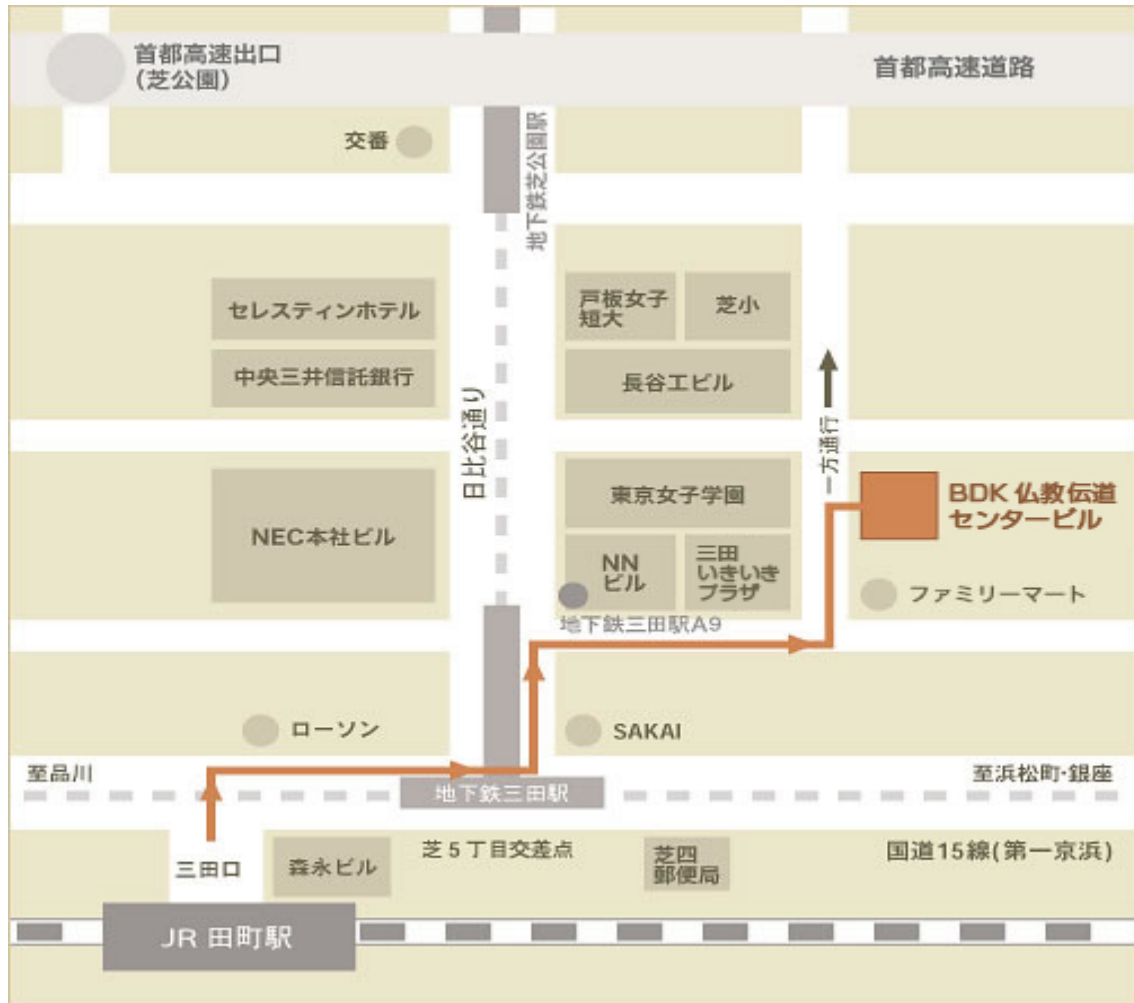 首都高速出口
(芝公園)
首都高速道路
交番
地下鉄芝公園駅
セレスティンホテル
中央三井信託銀行
戸板女子
短大
芝小
長谷工ビル
日比谷通り
一方通行
NEC本社ビル
東京女子学園
NN
ビル
三田
いきいき
プラザ
BDK 仏教伝道
センタービル
ファミリーマート
地下鉄三田駅A9
ローソン
SAKAI
至品川
至浜松町・銀座
地下鉄三田駅
三田口
森永ビル
芝5丁目交差点
芝四
郵便局
国道15線(第一京浜)
JR 田町駅